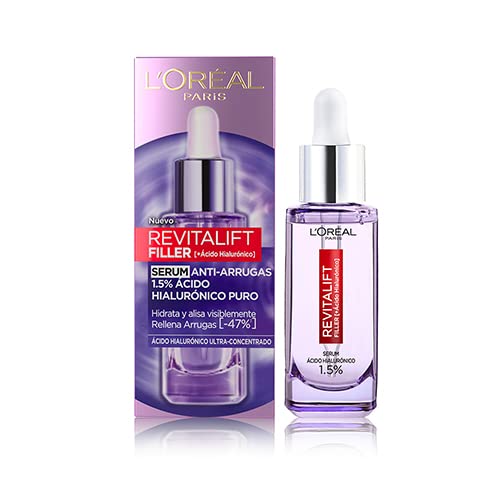 L'ORÉAL
PARIS
Nuevo
REVITALIFT
FILLER [+Ácido Hialurónico]
SERUM ANTI-ARRUGAS
1.5% ÁCIDO
HIALURÓNICO PURO
Hidrata y alisa visiblemente
Rellena Arrugas [-47%]
ÁCIDO HIALURÓNICO ULTRA-CONCENTRADO
L'ORÉAL
PARIS
REVITALIFT
FILLER [+Ácido Hialurónico]
SERUM
ÁCIDO HIALURÓNICO
1.5%